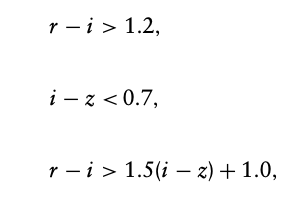 r − i > 1.2,
i − z < 0.7,
r − i > 1.5(i − z) + 1.0,